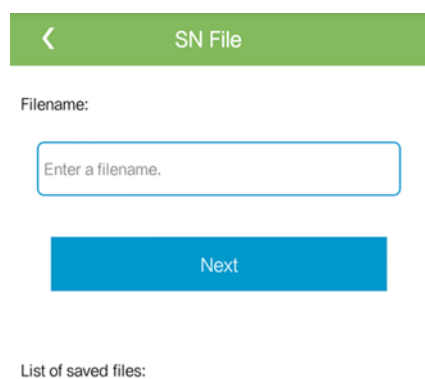 SN File
Filename:
Enter a filename.
Next
List of saved files: